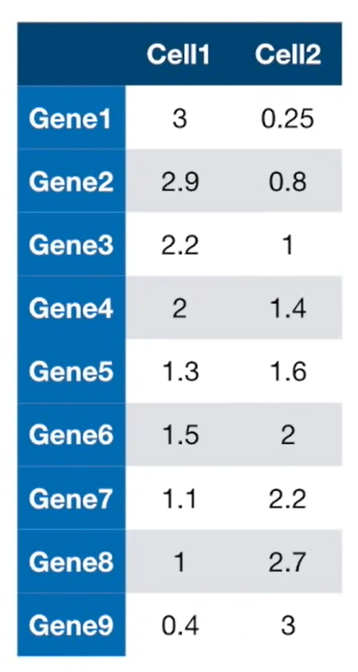 Cell1 Cell2
Gene1 3 0.25
Gene2 2.9 0.8
Gene3 2.2 1
Gene4 2 1.4
Gene5 1.3 1.6
Gene6 1.5 2
Gene7 1.1 2.2
Gene8 1 2.7
Gene9 0.4 3